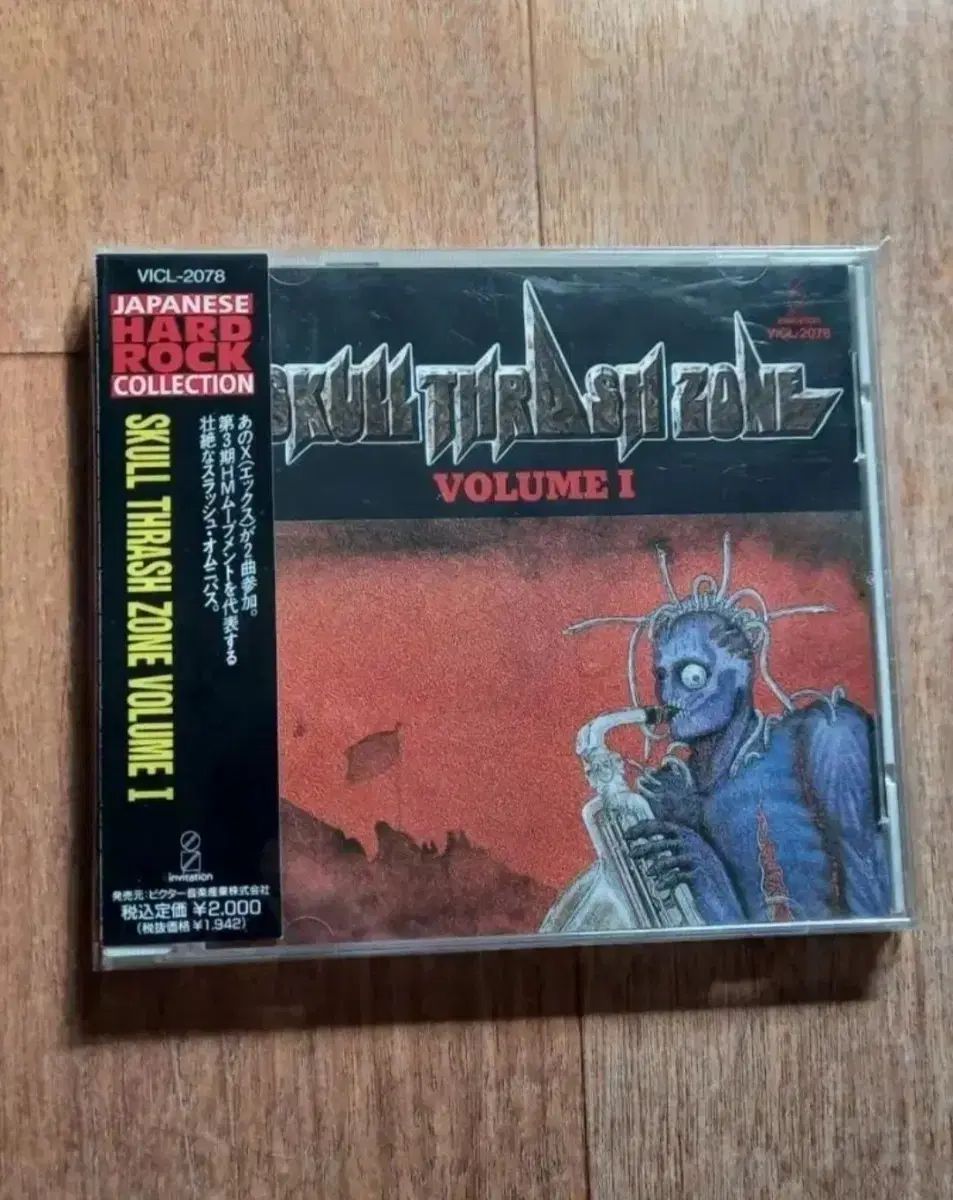 VICL-2078
JAPANESE
HARD
ROCK
COLLECTION
SKULL THRASH ZONE VOLUME I
あのX(エックス)が2曲参加。
第3期HMムーブメントを代表する
壮絶なスラッシュ・オムニバス。
invitation
発売元:ビクター音楽産業株式会社
税込定価 ¥2,000
(税抜価格 ¥1,942)
invitation
VICL-2078
SKULL THRASH ZONE
VOLUME I